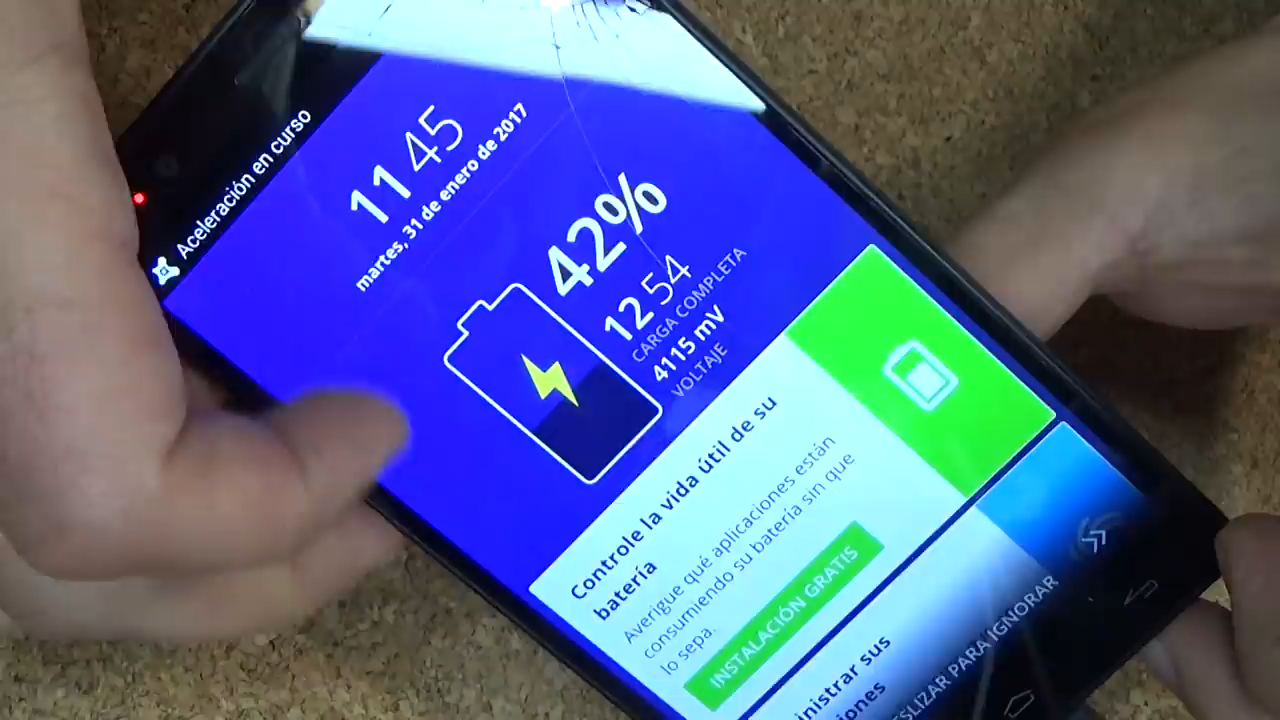 Aceleración en curso
11 45
martes, 31 de enero de 2017
42%
12 54
CARGA COMPLETA
4115 mV
VOLTAJE
Controle la vida útil de su
batería
Averigue qué aplicaciones están
consumiendo su batería sin que
lo sepa.
INSTALACIÓN GRATIS
inistrar sus
iones
ESLIZAR PARA IGNORAR